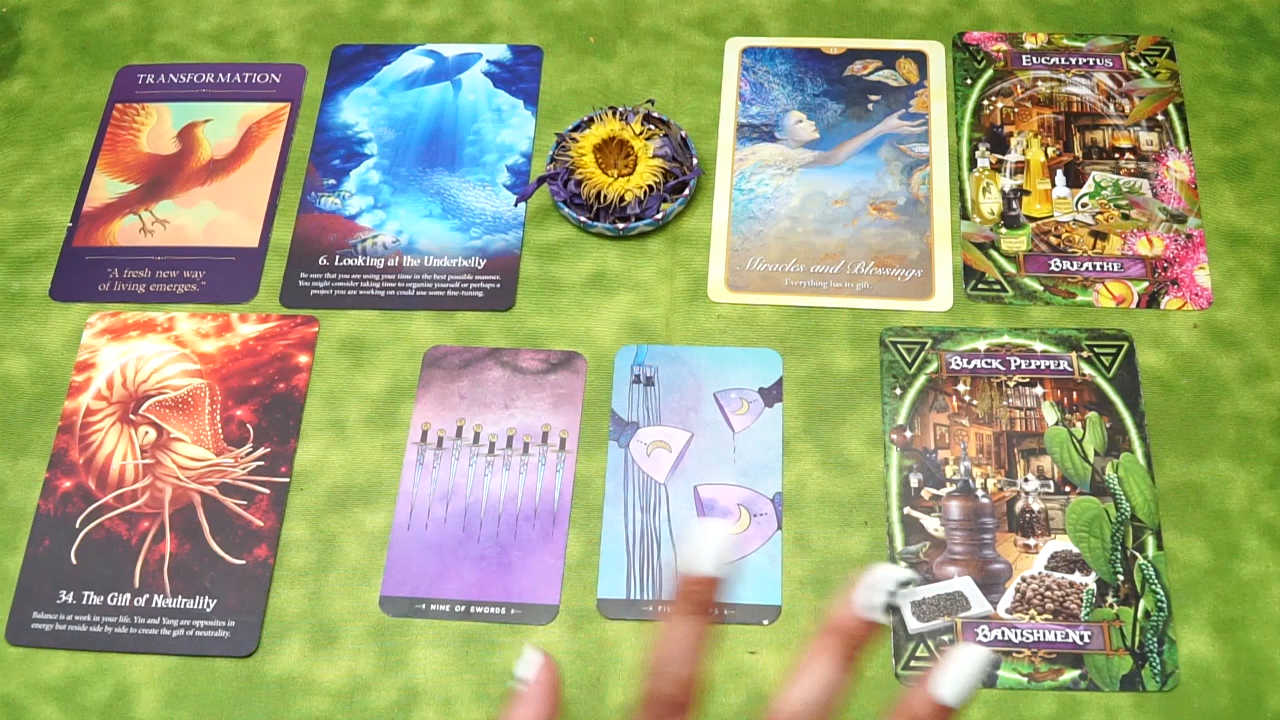 TRANSFORMATION
"A fresh new way
of living emerges."
6. Looking at the Underbelly
Be sure that you are using your time in the best possible manner.
You might consider taking time to organise yourself or perhaps a
project you are working on could use some fine-tuning.
Miracles and Blessings
Everything has its gift.
EUCALYPTUS
BREATHE
34. The Gift of Neutrality
Balance is at work in your life. Yin and Yang are opposites in
energy but reside side by side to create the gift of neutrality.
NINE OF SWORDS
BLACK PEPPER
BANISHMENT